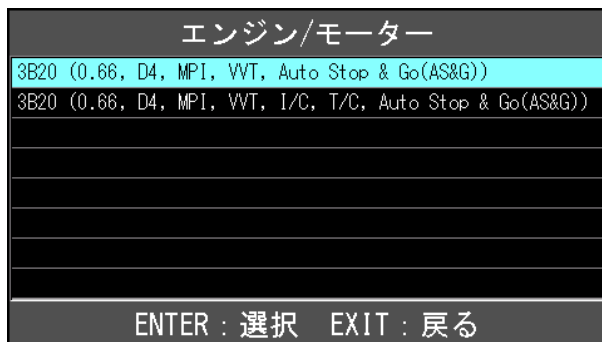 エンジン/モーター
3B20 (0.66, D4, MPI, VVT, Auto Stop & Go(AS&G))
3B20 (0.66, D4, MPI, VVT, I/C, T/C, Auto Stop & Go(AS&G))
ENTER：選択　EXIT：戻る